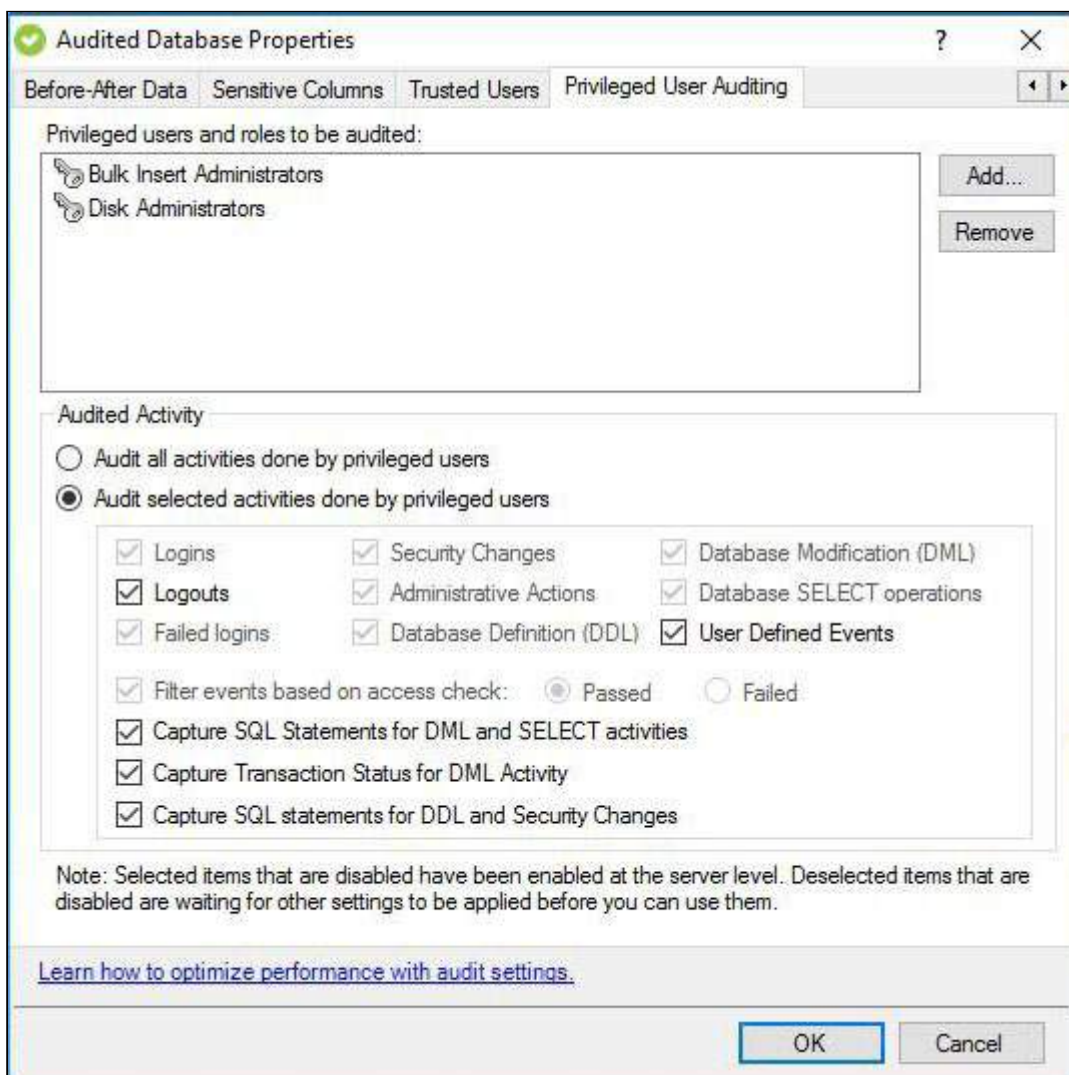 Audited Database Properties
?
Before-After Data Sensitive Columns Trusted Users Privileged User Auditing
Privileged users and roles to be audited:
Bulk Insert Administrators
Add...
Disk Administrators
Remove
Audited Activity
Audit all activities done by privileged users
Audit selected activities done by privileged users
Logins Security Changes Database Modification (DML)
Logouts Administrative Actions Database SELECT operations
Failed logins Database Definition (DDL) User Defined Events
Filter events based on access check: Passed Failed
Capture SQL Statements for DML and SELECT activities
Capture Transaction Status for DML Activity
Capture SQL statements for DDL and Security Changes
Note: Selected items that are disabled have been enabled at the server level. Deselected items that are
disabled are waiting for other settings to be applied before you can use them.
Learn how to optimize performance with audit settings.
OK Cancel